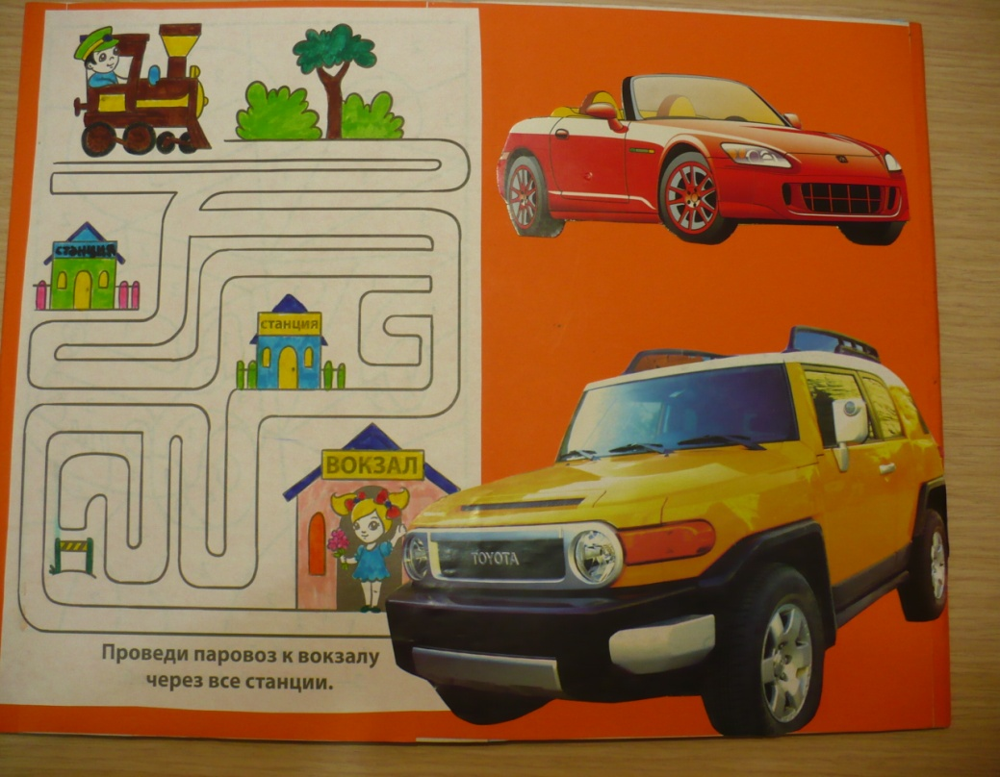 станция
станция
ВОКЗАЛ
TOYOTA
Проведи паровоз к вокзалу
через все станции.